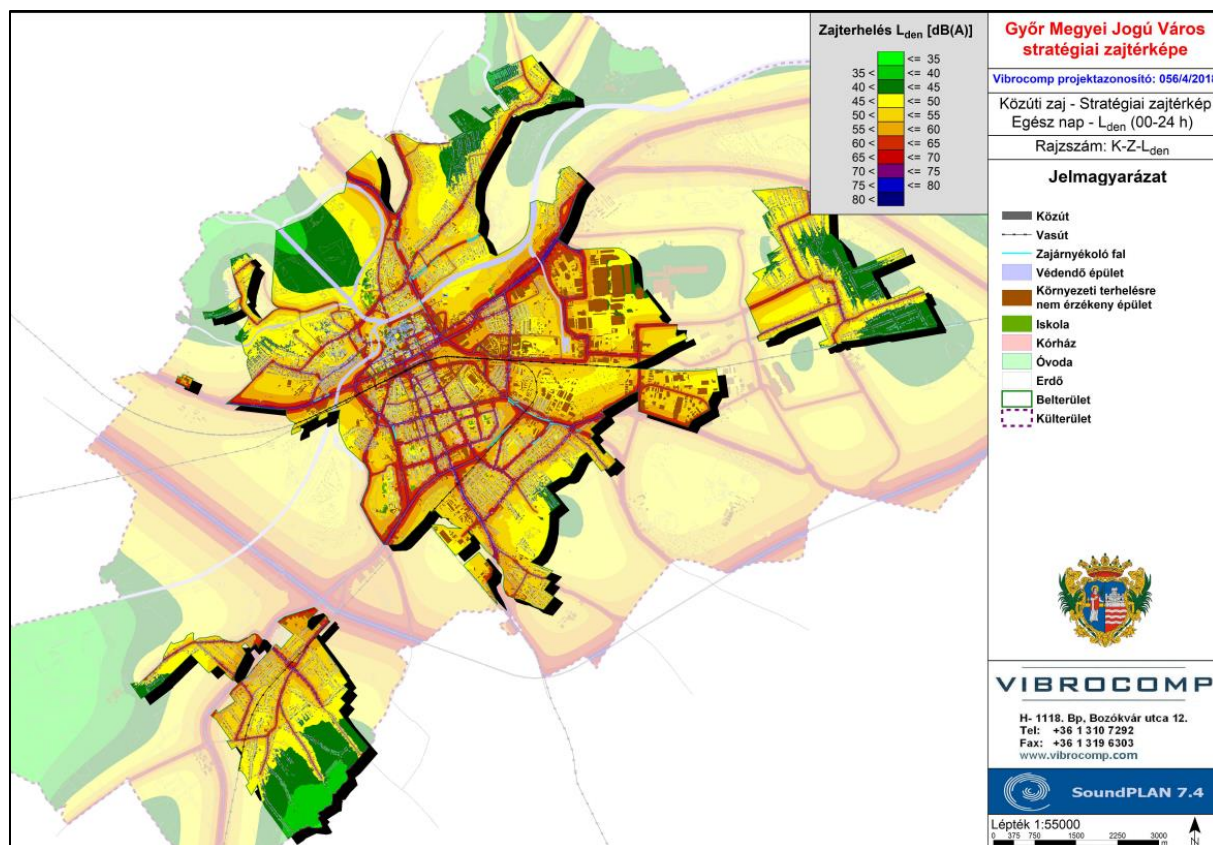 Zajterhelés Lden [dB(A)]
<= 35
35 < <= 40
40 < <= 45
45 < <= 50
50 < <= 55
55 < <= 60
60 < <= 65
65 < <= 70
70 < <= 75
75 < <= 80
80 <
Győr Megyei Jogú Város
stratégiai zajtérképe
Vibrocomp projektazonosító: 056/4/2018
Közúti zaj - Stratégiai zajtérkép
Egész nap - Lden (00-24 h)
Rajzszám: K-Z-Lden
Jelmagyarázat
Közút
Vasút
Zajárnyékoló fal
Védendő épület
Környezeti terhelésre
nem érzékeny épület
Iskola
Kórház
Óvoda
Erdő
Belterület
Külterület
VIBROCOMP
H- 1118. Bp, Bozókvár utca 12.
Tel: +36 1 310 7292
Fax: +36 1 319 6303
www.vibrocomp.com
SoundPLAN 7.4
Lépték 1:55000
0 375 750 1500 2250 3000
m
N